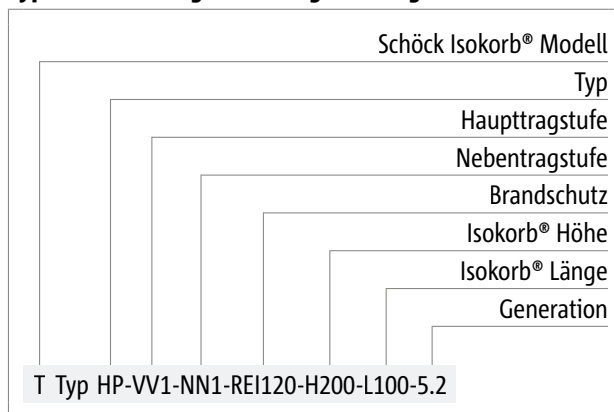 Schöck Isokorb® Modell
Typ
Haupttragstufe
Nebentragstufe
Brandschutz
Isokorb® Höhe
Isokorb® Länge
Generation
T Typ HP-VV1-NN1-REI120-H200-L100-5.2